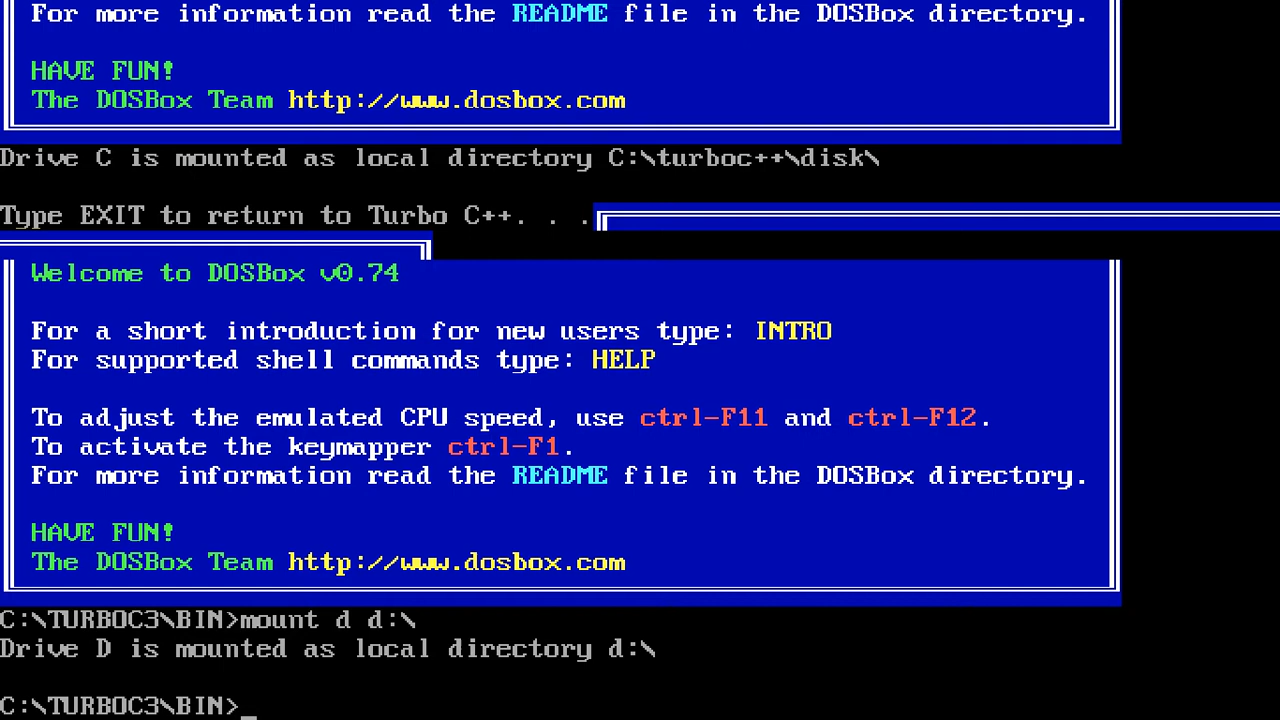 For more information read the README file in the DOSBox directory.
HAVE FUN!
The DOSBox Team http://www.dosbox.com
Drive C is mounted as local directory C:\turboc++\disk\
Type EXIT to return to Turbo C++. . .
Welcome to DOSBox v0.74
For a short introduction for new users type: INTRO
For supported shell commands type: HELP
To adjust the emulated CPU speed, use ctrl-F11 and ctrl-F12.
To activate the keymapper ctrl-F1.
For more information read the README file in the DOSBox directory.
HAVE FUN!
The DOSBox Team http://www.dosbox.com
C:\TURBOC3\BIN>mount d d:\
Drive D is mounted as local directory d:\
C:\TURBOC3\BIN>_